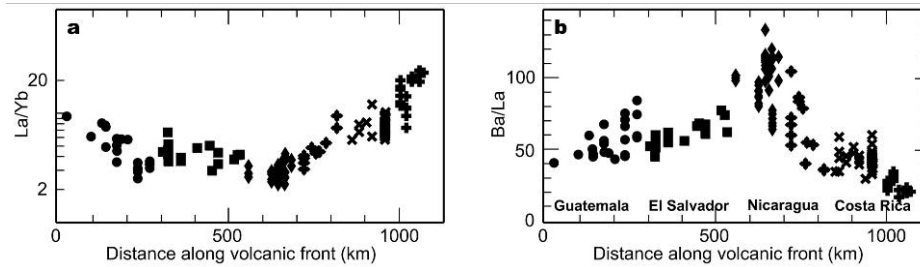 a
La/Yb
20
2
0
500
1000
Distance along volcanic front (km)
b
Ba/La
100
50
0
Guatemala
El Salvador
Nicaragua
Costa Rica
0
500
1000
Distance along volcanic front (km)